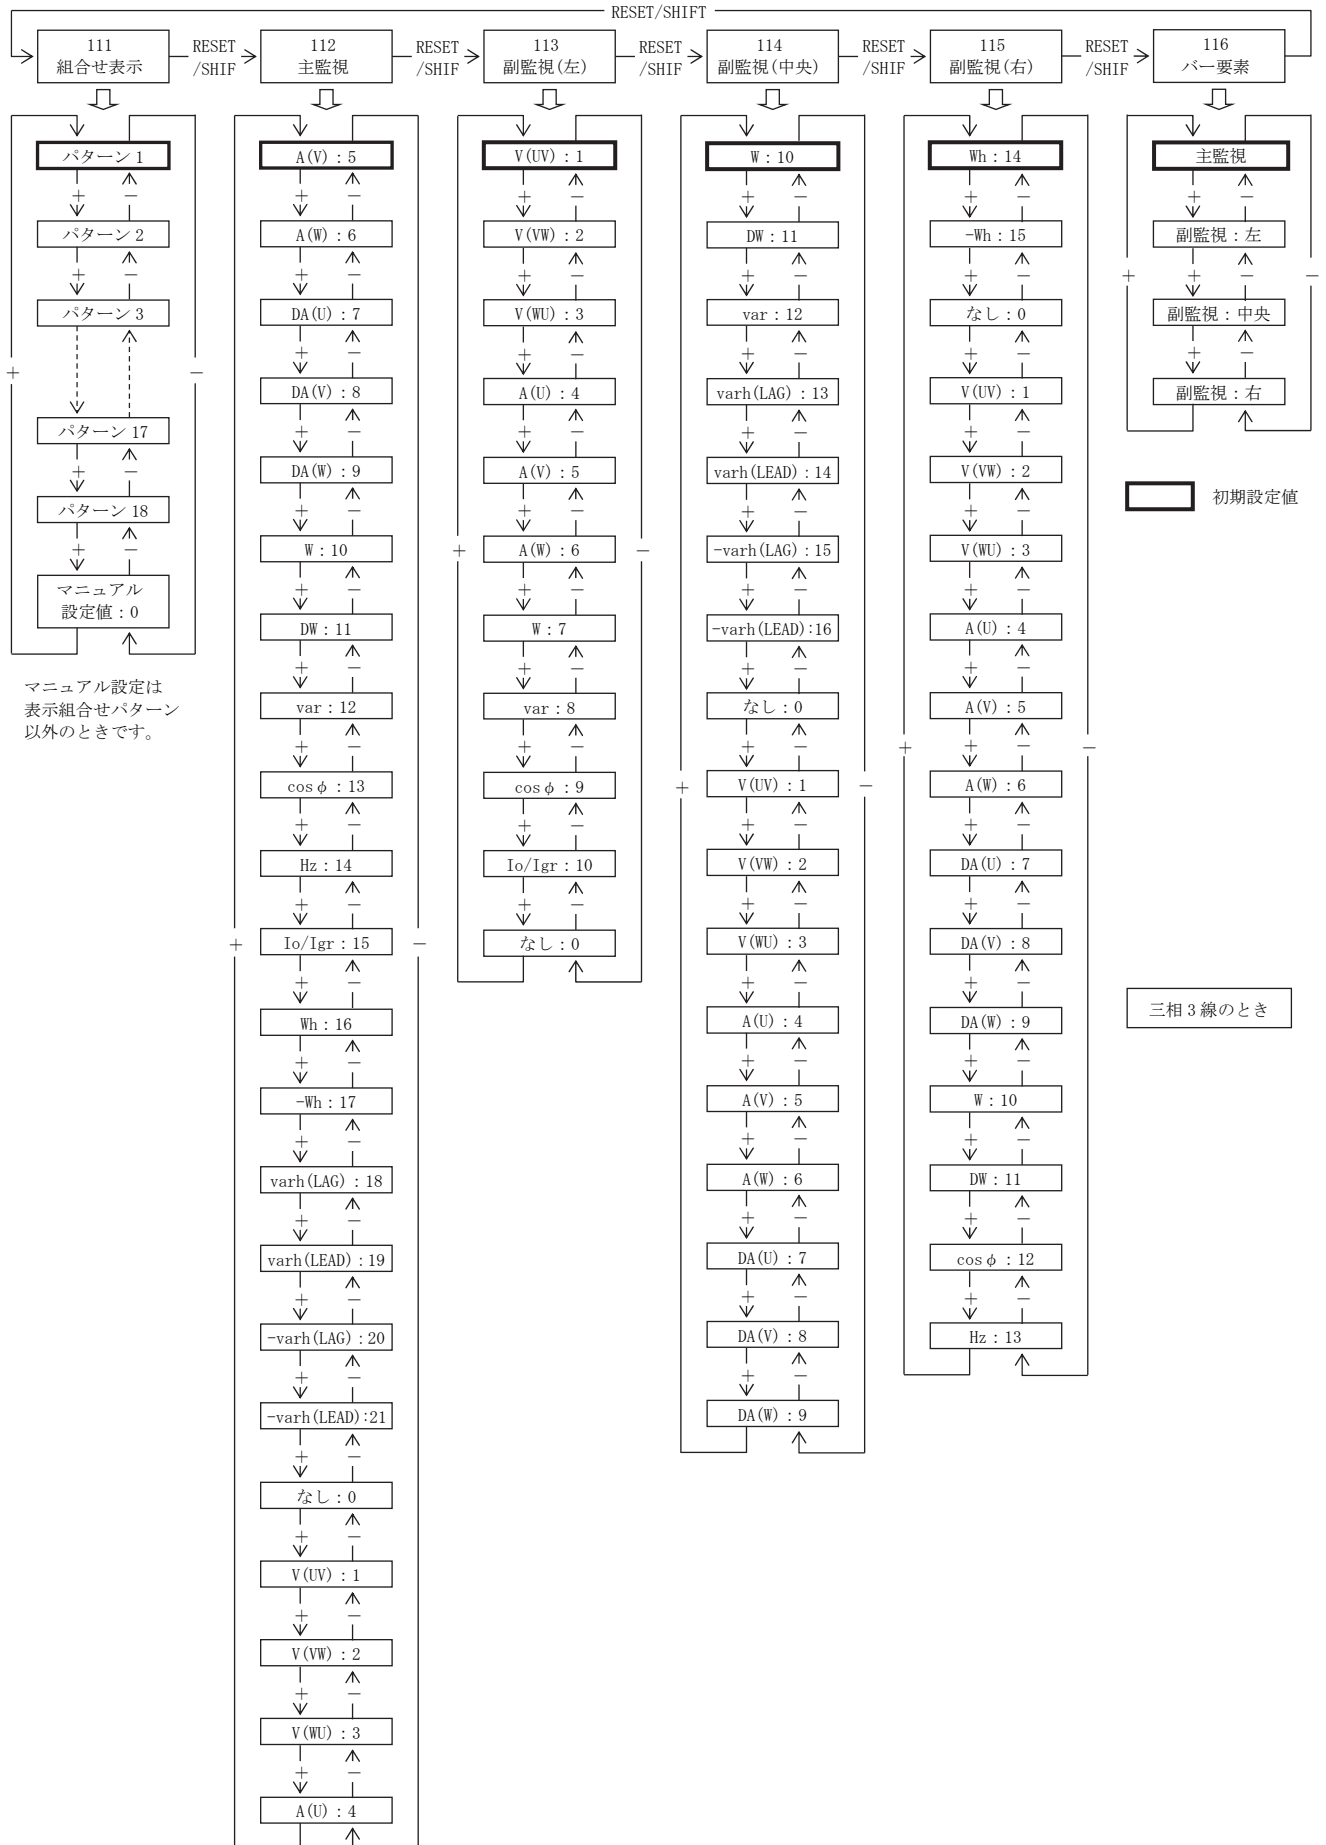 RESET/SHIFT
111
組合せ表示
RESET
/SHIF
112
主監視
RESET
/SHIF
113
副監視(左)
RESET
/SHIF
114
副監視(中央)
RESET
/SHIF
115
副監視(右)
RESET
/SHIF
116
バー要素
パターン 1
+ −
パターン 2
+ −
パターン 3
+ −
パターン 17
+ −
パターン 18
+ −
マニュアル
設定値：0
マニュアル設定は
表示組合せパターン
以外のときです。
A(V)：5
+ −
A(W)：6
+ −
DA(U)：7
+ −
DA(V)：8
+ −
DA(W)：9
+ −
W：10
+ −
DW：11
+ −
var：12
+ −
cosφ：13
+ −
Hz：14
+ −
+ −
Io/Igr：15
+ −
Wh：16
+ −
-Wh：17
+ −
varh(LAG)：18
+ −
varh(LEAD)：19
+ −
-varh(LAG)：20
+ −
-varh(LEAD):21
+ −
なし：0
+ −
V(UV)：1
+ −
V(VW)：2
+ −
V(WU)：3
+ −
A(U)：4
V(UV)：1
+ −
V(VW)：2
+ −
V(WU)：3
+ −
A(U)：4
+ −
A(V)：5
+ −
+ −
A(W)：6
+ −
W：7
+ −
var：8
+ −
cosφ：9
+ −
Io/Igr：10
+ −
なし：0
W：10
+ −
DW：11
+ −
var：12
+ −
varh(LAG)：13
+ −
varh(LEAD)：14
+ −
-varh(LAG)：15
+ −
-varh(LEAD):16
+ −
なし：0
+ −
+ −
V(UV)：1
+ −
V(VW)：2
+ −
V(WU)：3
+ −
A(U)：4
+ −
A(V)：5
+ −
A(W)：6
+ −
DA(U)：7
+ −
DA(V)：8
+ −
DA(W)：9
Wh：14
+ −
-Wh：15
+ −
なし：0
+ −
V(UV)：1
+ −
V(VW)：2
+ −
V(WU)：3
+ −
A(U)：4
+ −
A(V)：5
+ −
+ −
A(W)：6
+ −
DA(U)：7
+ −
DA(V)：8
+ −
DA(W)：9
+ −
W：10
+ −
DW：11
+ −
cosφ：12
+ −
Hz：13
主監視
+ −
副監視：左
+ −
+ −
副監視：中央
+ −
副監視：右
初期設定値
三相 3 線のとき